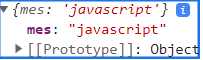 ▼{mes: 'javascript'} i
mes: "javascript"
▶[[Prototype]]: Object